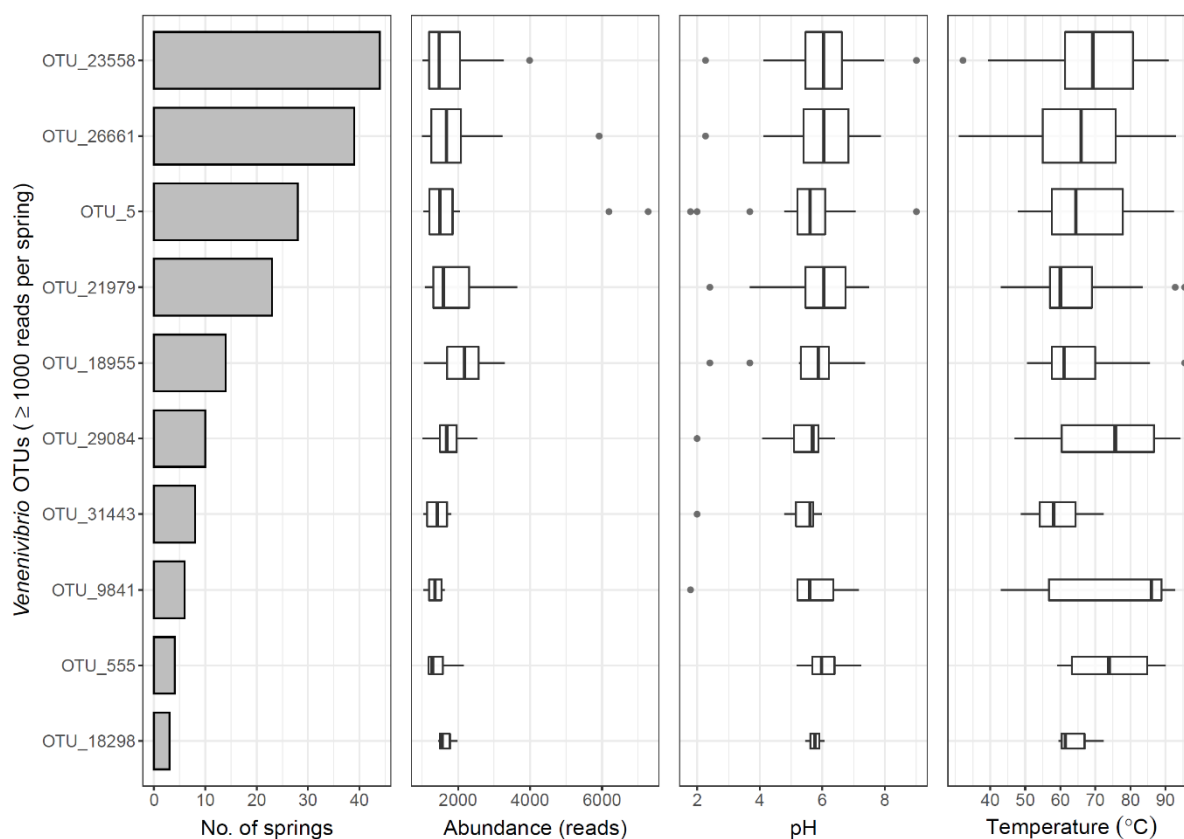 Venenivibrio OTUs ( ≥ 1000 reads per spring)
OTU_23558
OTU_26661
OTU_5
OTU_21979
OTU_18955
OTU_29084
OTU_31443
OTU_9841
OTU_555
OTU_18298
0 10 20 30 40
No. of springs
2000 4000 6000
Abundance (reads)
2 4 6 8
pH
40 50 60 70 80 90
Temperature (°C)